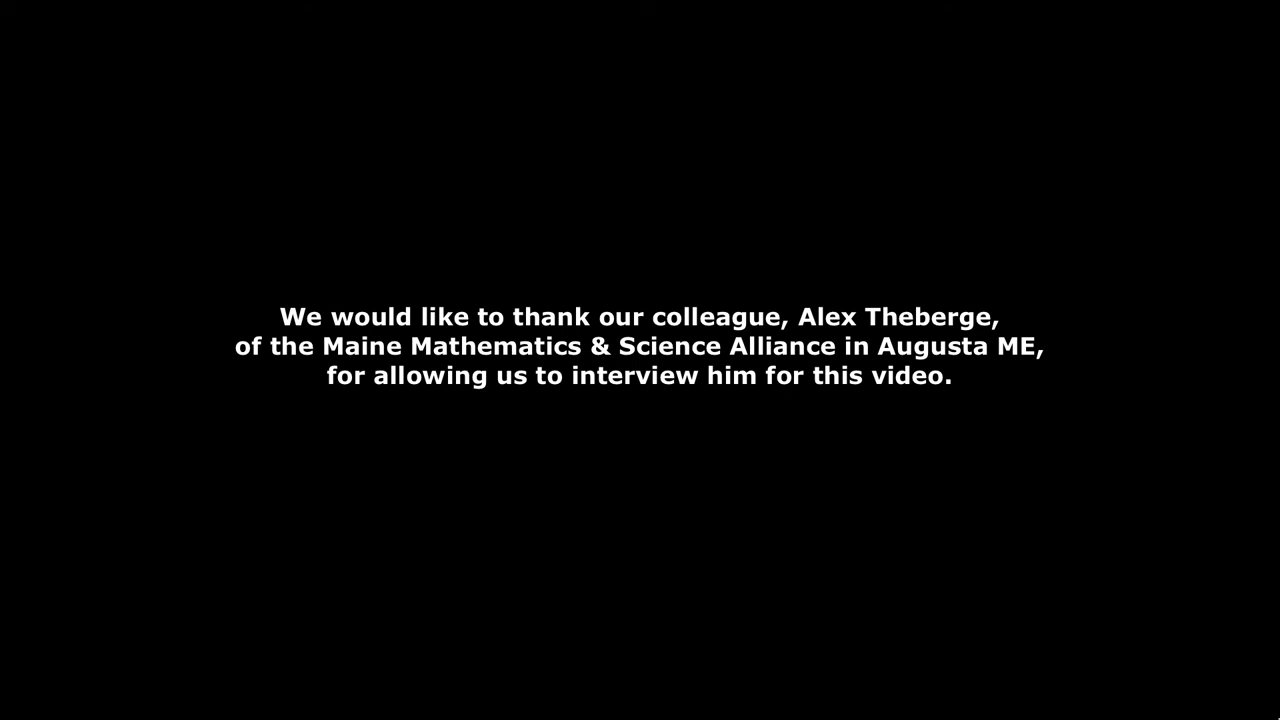 We would like to thank our colleague, Alex Theberge,
of the Maine Mathematics & Science Alliance in Augusta ME,
for allowing us to interview him for this video.